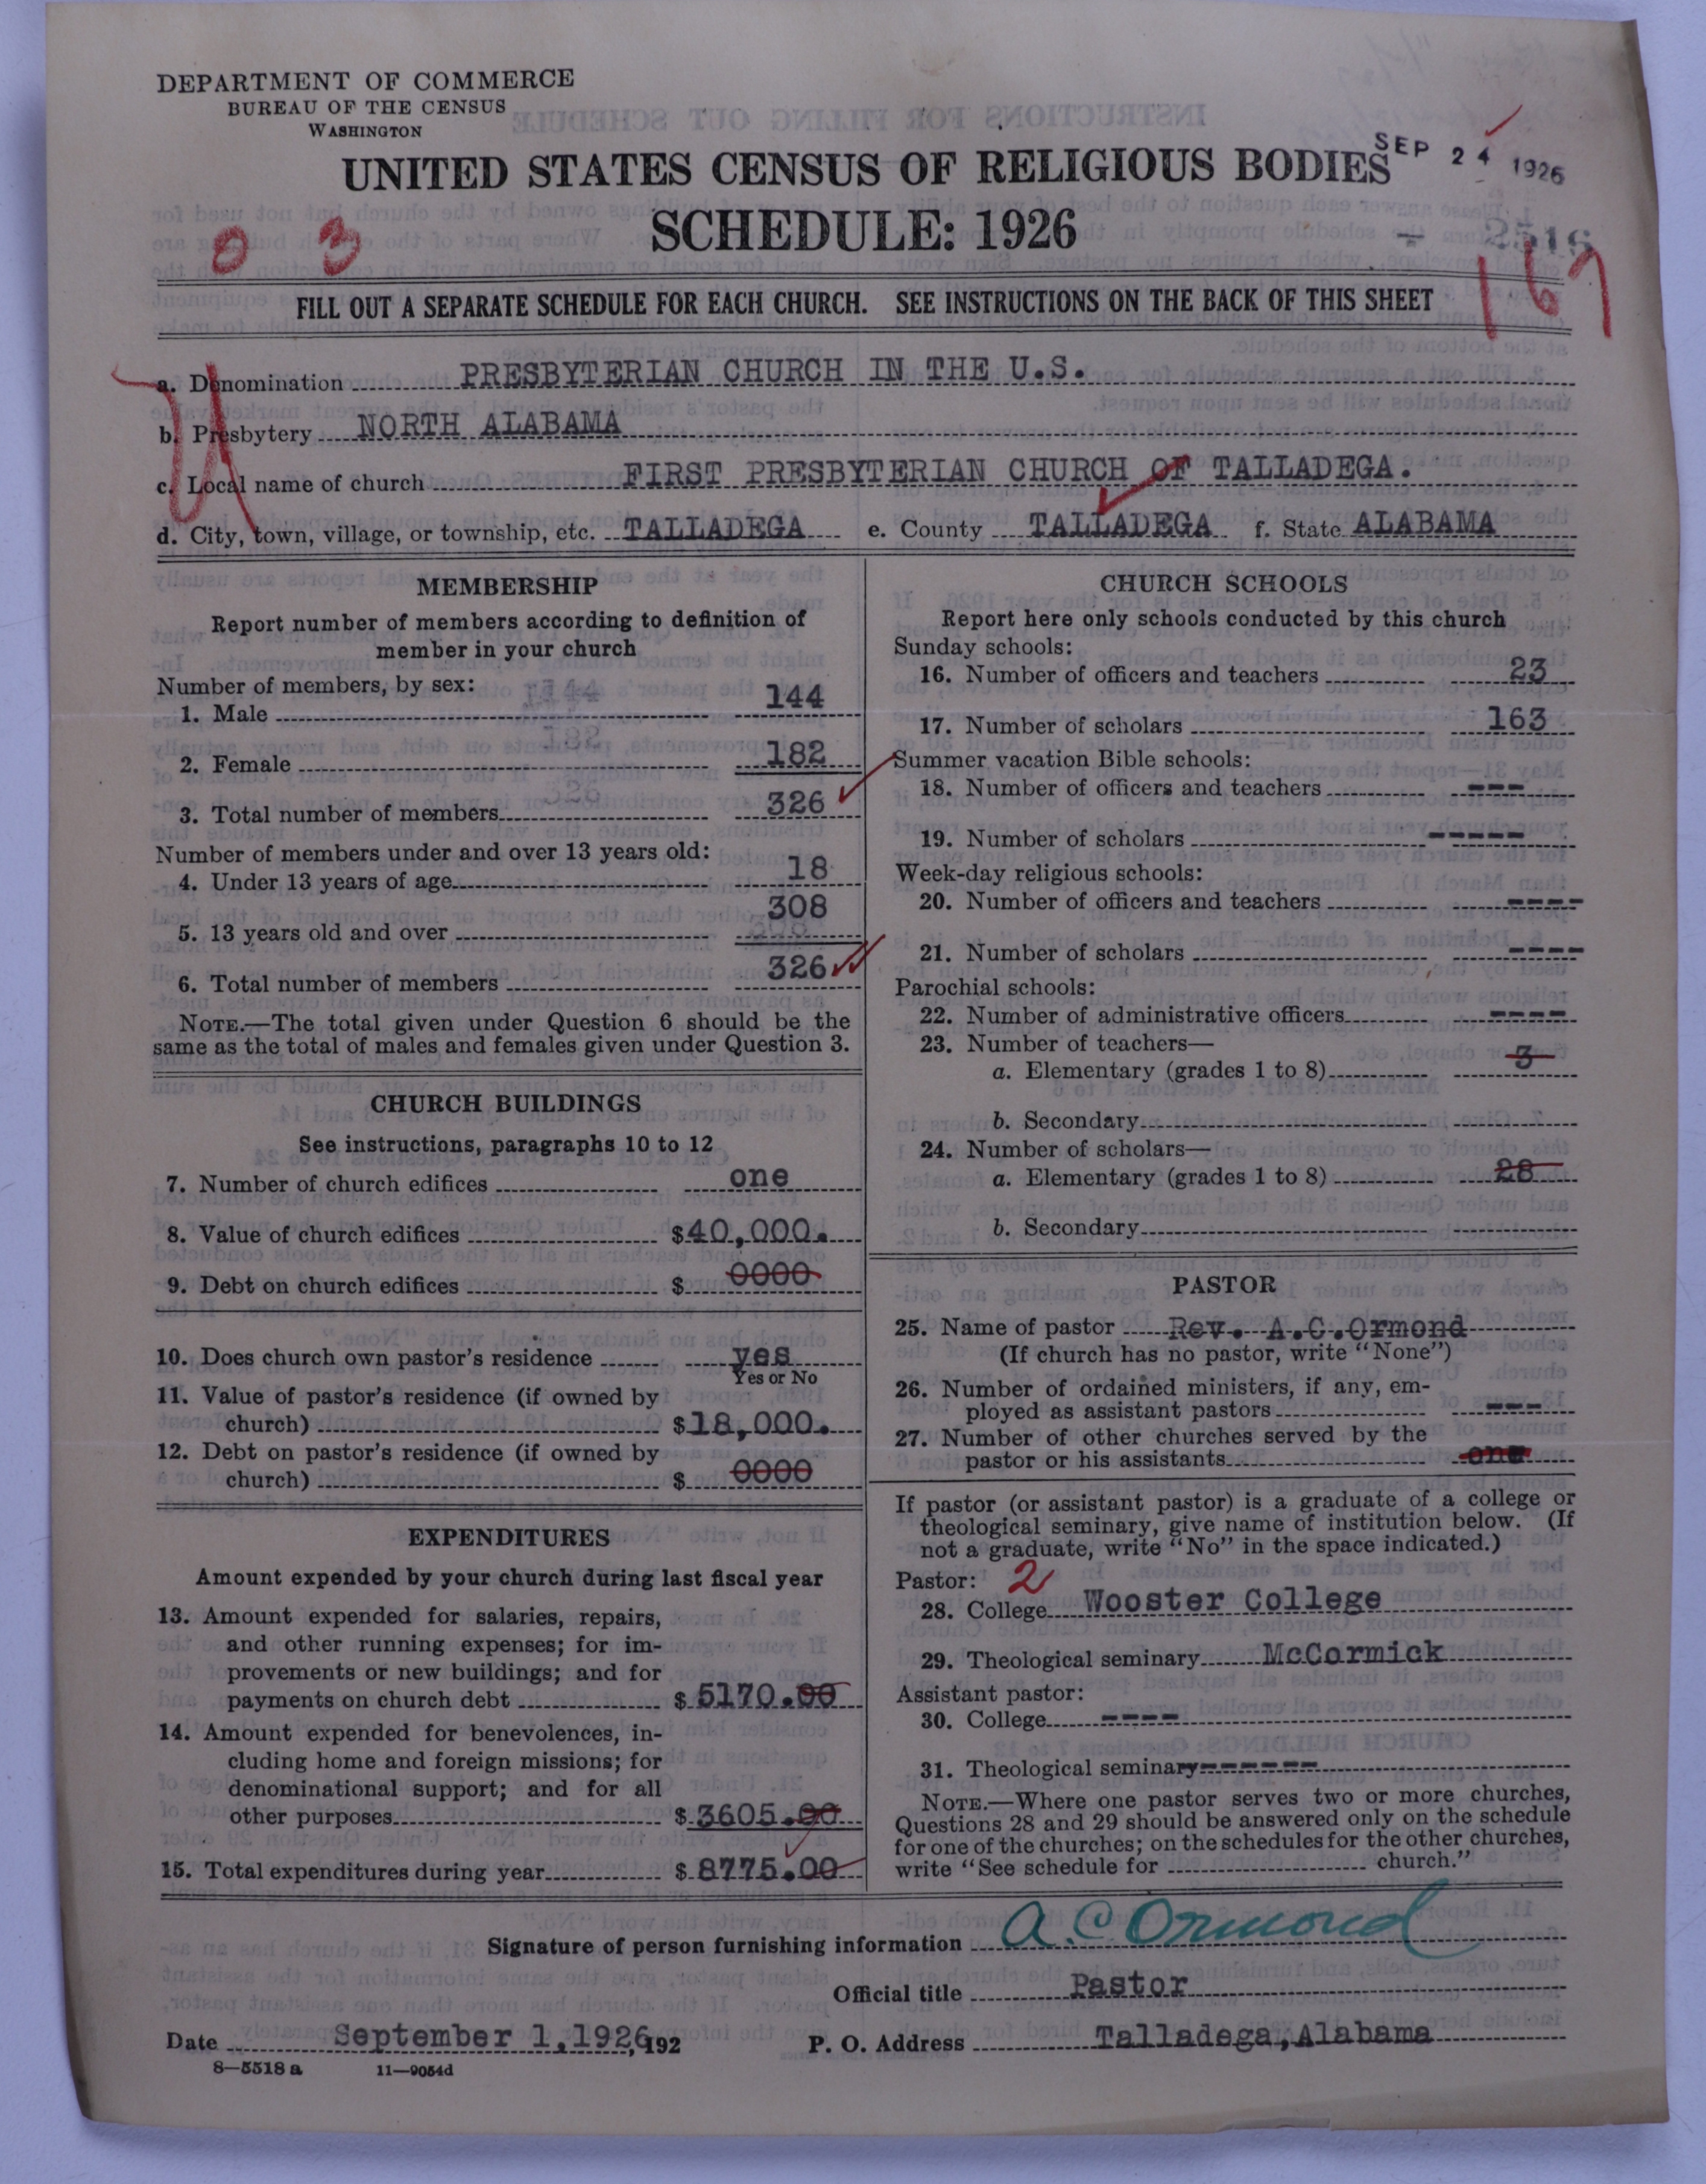 DEPARTMENT OF COMMERCE
BUREAU OF THE CENSUS
WASHINGTON
UNITED STATES CENSUS OF RELIGIOUS BODIES
SEP 24 1926
SCHEDULE: 1926
2516
0 3
167
FILL OUT A SEPARATE SCHEDULE FOR EACH CHURCH. SEE INSTRUCTIONS ON THE BACK OF THIS SHEET
a. Denomination PRESBYTERIAN CHURCH IN THE U.S.
b. Presbytery NORTH ALABAMA
c. Local name of church FIRST PRESBYTERIAN CHURCH OF TALLADEGA.
d. City, town, village, or township, etc. TALLADEGA e. County TALLADEGA f. State ALABAMA
MEMBERSHIP
Report number of members according to definition of
member in your church
Number of members, by sex:
1. Male 144
2. Female 182
3. Total number of members 326
Number of members under and over 13 years old:
4. Under 13 years of age 18
5. 13 years old and over 308
6. Total number of members 326
NOTE.—The total given under Question 6 should be the
same as the total of males and females given under Question 3.
CHURCH BUILDINGS
See instructions, paragraphs 10 to 12
7. Number of church edifices one
8. Value of church edifices $40,000.
9. Debt on church edifices $ 0000
10. Does church own pastor's residence yes
Yes or No
11. Value of pastor's residence (if owned by
church) $18,000.
12. Debt on pastor's residence (if owned by
church) $ 0000
EXPENDITURES
Amount expended by your church during last fiscal year
13. Amount expended for salaries, repairs,
and other running expenses; for im-
provements or new buildings; and for
payments on church debt $ 5170.00
14. Amount expended for benevolences, in-
cluding home and foreign missions; for
denominational support; and for all
other purposes $ 3605.00
15. Total expenditures during year $ 8775.00
CHURCH SCHOOLS
Report here only schools conducted by this church
Sunday schools:
16. Number of officers and teachers 23
17. Number of scholars 163
Summer vacation Bible schools:
18. Number of officers and teachers ---
19. Number of scholars -----
Week-day religious schools:
20. Number of officers and teachers ----
21. Number of scholars ----
Parochial schools:
22. Number of administrative officers ----
23. Number of teachers—
a. Elementary (grades 1 to 8) 3
b. Secondary
24. Number of scholars—
a. Elementary (grades 1 to 8) 28
b. Secondary
PASTOR
25. Name of pastor Rev. A.C.Ormond
(If church has no pastor, write "None")
26. Number of ordained ministers, if any, em-
ployed as assistant pastors ---
27. Number of other churches served by the
pastor or his assistants one
If pastor (or assistant pastor) is a graduate of a college or
theological seminary, give name of institution below. (If
not a graduate, write "No" in the space indicated.)
Pastor: 2
28. College Wooster College
29. Theological seminary McCormick
Assistant pastor:
30. College ----
31. Theological seminary ------
NOTE.—Where one pastor serves two or more churches,
Questions 28 and 29 should be answered only on the schedule
for one of the churches; on the schedules for the other churches,
write "See schedule for church."
Signature of person furnishing information A. C Ormond
Official title Pastor
Date September 1,1926, 192 P. O. Address Talladega, Alabama
8—5518 a 11—9054d